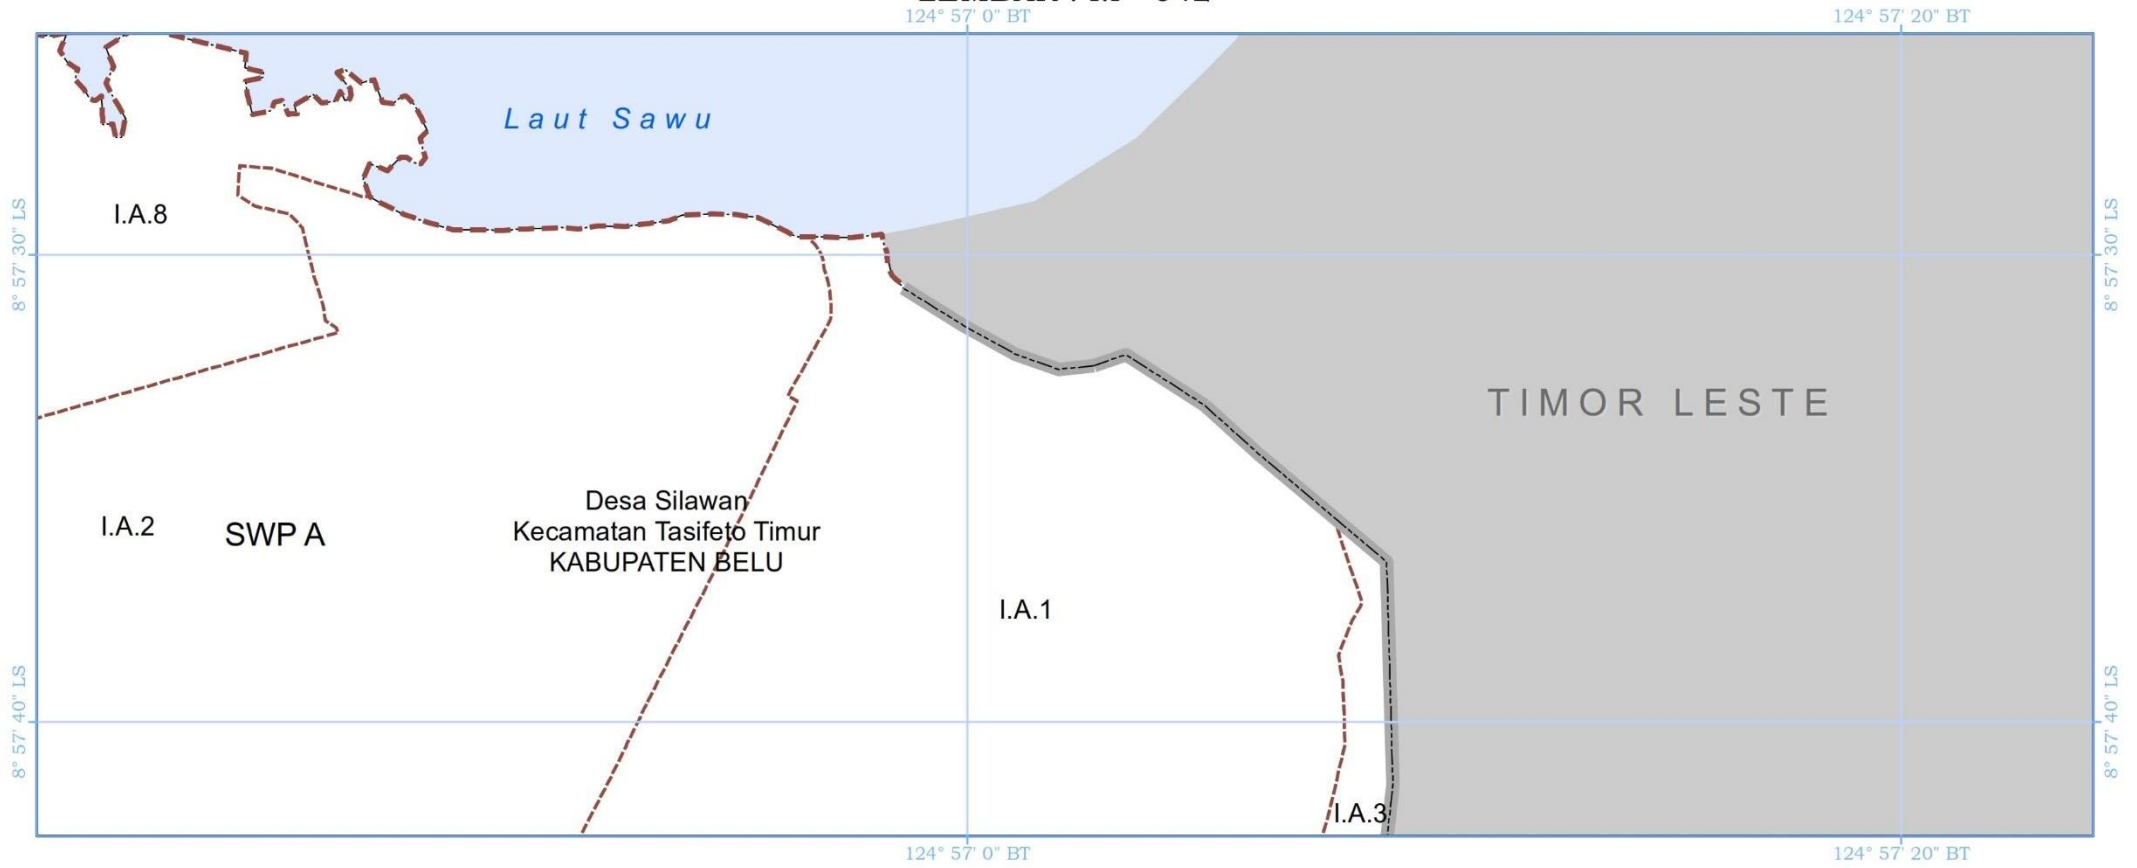 124° 57' 0" BT
124° 57' 20" BT
Laut Sawu
I.A.8
8° 57' 30" LS
8° 57' 30" LS
TIMOR LESTE
Desa Silawan
Kecamatan Tasifeto Timur
KABUPATEN BELU
I.A.2
SWP A
I.A.1
8° 57' 40" LS
8° 57' 40" LS
I.A.3
124° 57' 0" BT
124° 57' 20" BT